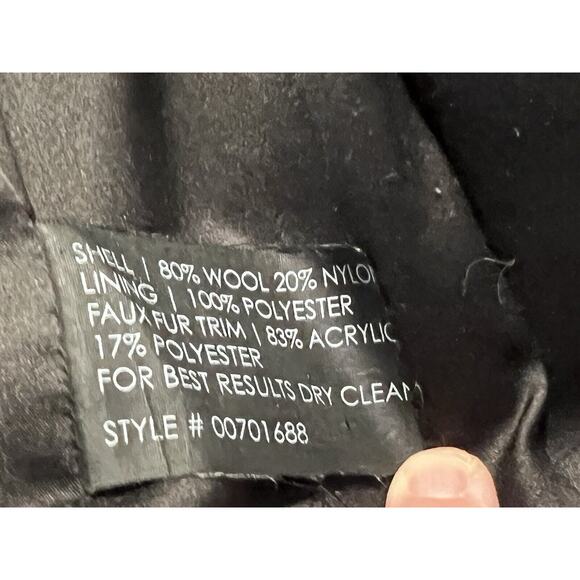 SHELL | 80% WOOL 20% NYLON
LINING | 100% POLYESTER
FAUX FUR TRIM | 83% ACRYLIC
17% POLYESTER
FOR BEST RESULTS DRY CLEAN
STYLE # 00701688